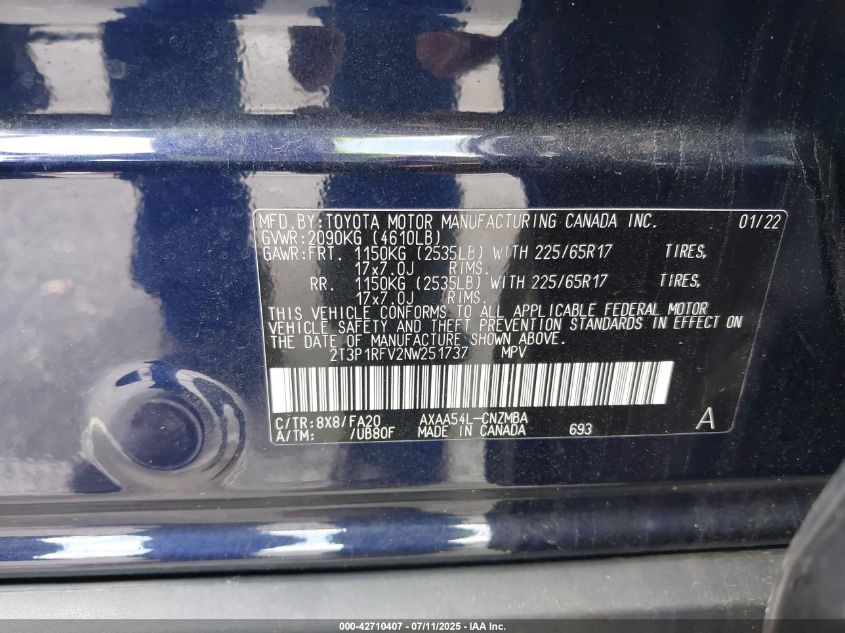 MFD.BY:TOYOTA MOTOR MANUFACTURING CANADA INC. 01/22
GVWR:2090KG (4610LB)
GAWR:FRT. 1150KG (2535LB) WITH 225/65R17 TIRES,
17x7.0J RIMS.
RR. 1150KG (2535LB) WITH 225/65R17 TIRES,
17x7.0J RIMS.
THIS VEHICLE CONFORMS TO ALL APPLICABLE FEDERAL MOTOR
VEHICLE SAFETY AND THEFT PREVENTION STANDARDS IN EFFECT ON
THE DATE OF MANUFACTURE SHOWN ABOVE.
2T3P1RFV2NW251737 MPV
C/TR:8X8/FA20 AXAA54L-CNZMBA A
A/TM: /UB80F MADE IN CANADA 693
000-42710407 - 07/11/2025 - IAA Inc.